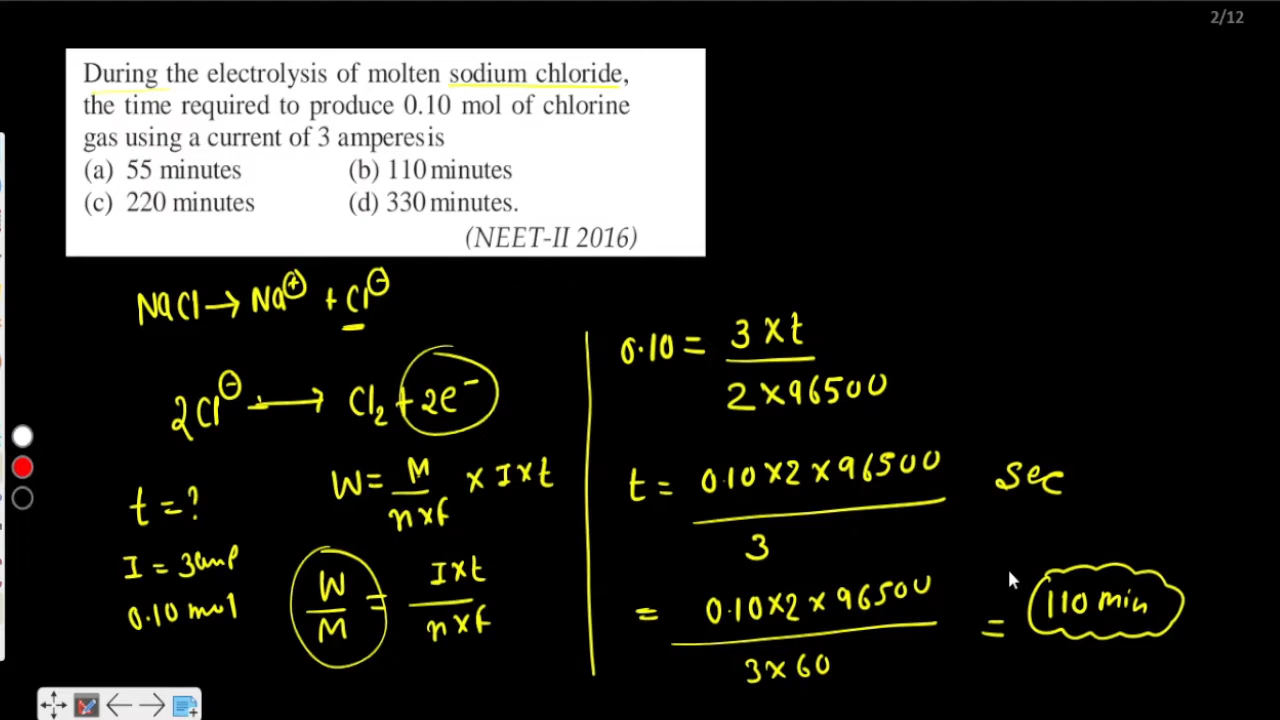 2/12
During the electrolysis of molten sodium chloride,
the time required to produce 0.10 mol of chlorine
gas using a current of 3 amperes is
(a) 55 minutes (b) 110 minutes
(c) 220 minutes (d) 330 minutes.
(NEET-II 2016)
NaCl → Na⊕ + Cl⊖
2Cl⊖ → Cl₂ + 2e⁻
W = M/(n×f) × I×t
t = ?
I = 3amp
0.10 mol
W/M = (I×t)/(n×f)
0.10 = (3×t)/(2×96500)
t = (0.10×2×96500)/3 sec
= (0.10×2×96500)/(3×60) = 110 min